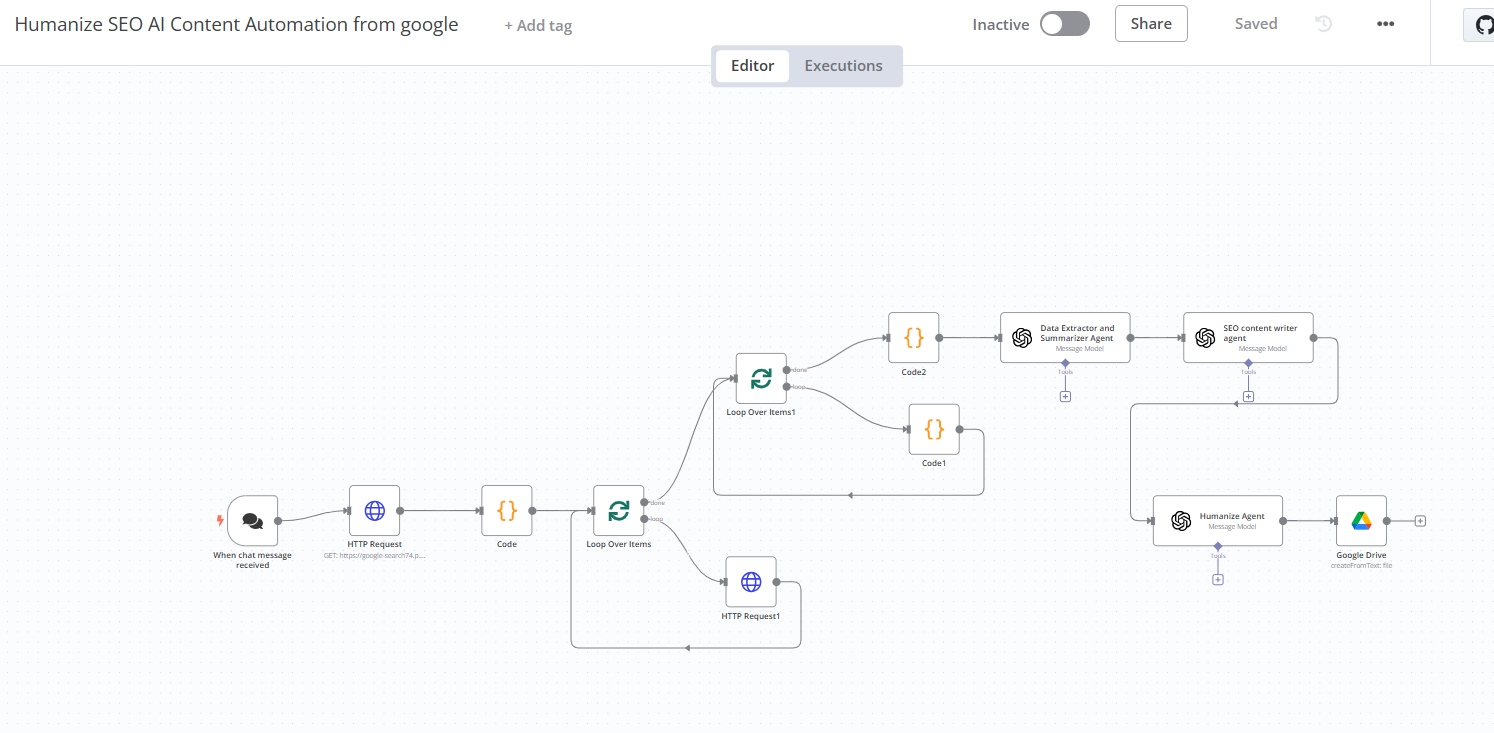 Humanize SEO AI Content Automation from google
+ Add tag
Inactive
Share
Saved
Editor
Executions
When chat message
received
HTTP Request
GET: https://google-search74.p...
Code
Loop Over Items
done
loop
HTTP Request1
Loop Over Items1
done
loop
Code2
Code1
Data Extractor and
Summarizer Agent
Message Model
Tools
SEO content writer
agent
Message Model
Tools
Humanize Agent
Message Model
Tools
Google Drive
createFromText: file